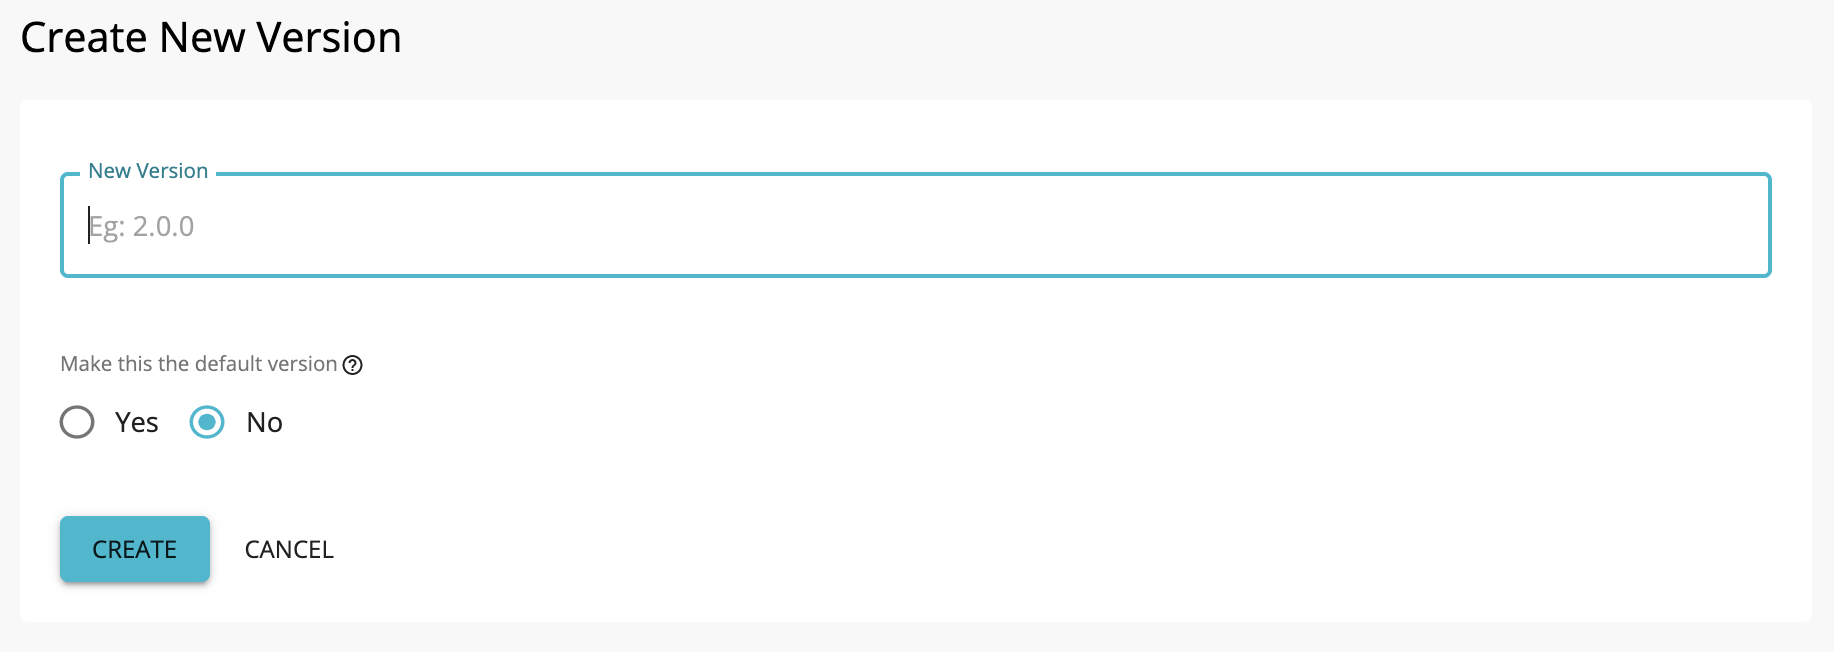 Create New Version
New Version
Eg: 2.0.0
Make this the default version
Yes No
CREATE CANCEL